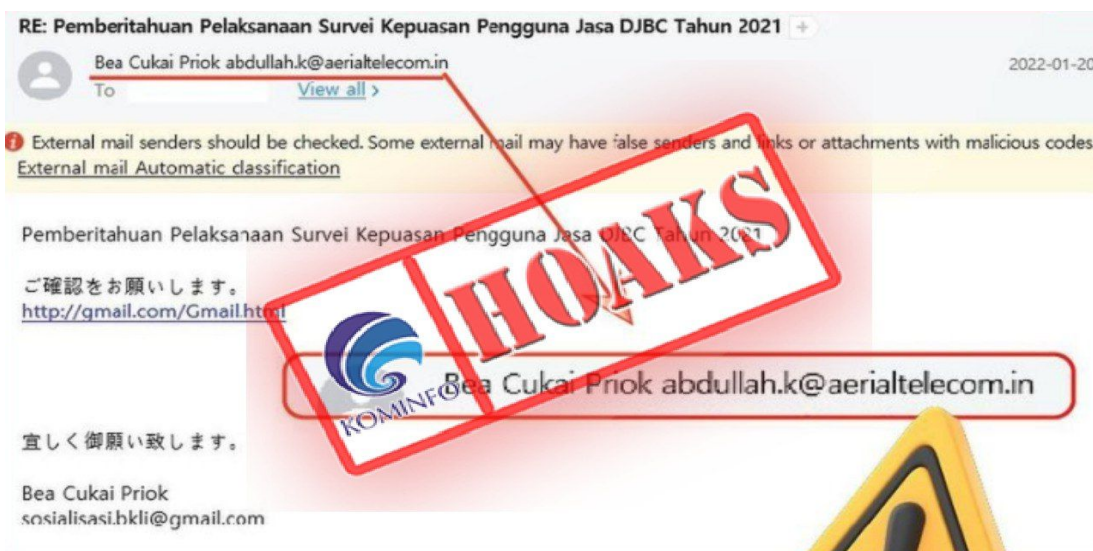 RE: Pemberitahuan Pelaksanaan Survei Kepuasan Pengguna Jasa DJBC Tahun 2021 +
Bea Cukai Priok abdullah.k@aerialtelecom.in
2022-01-20
To View all >
External mail senders should be checked. Some external mail may have false senders and links or attachments with malicious codes
External mail Automatic classification
Pemberitahuan Pelaksanaan Survei Kepuasan Pengguna Jasa DJBC Tahun 2021
ご確認をお願いします。
http://gmail.com/Gmail.html
HOAKS
KOMINFO
Bea Cukai Priok abdullah.k@aerialtelecom.in
宜しく御願い致します。
Bea Cukai Priok
sosialisasi.bkli@gmail.com